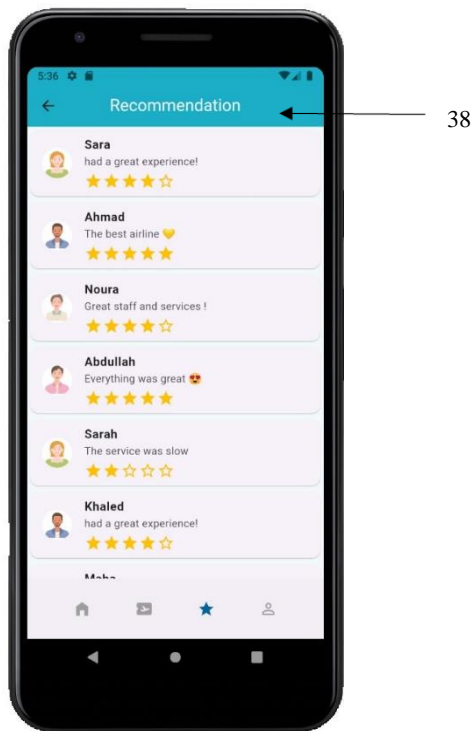 5:36
Recommendation
38
Sara
had a great experience!
Ahmad
The best airline 💛
Noura
Great staff and services !
Abdullah
Everything was great 😍
Sarah
The service was slow
Khaled
had a great experience!
Maha